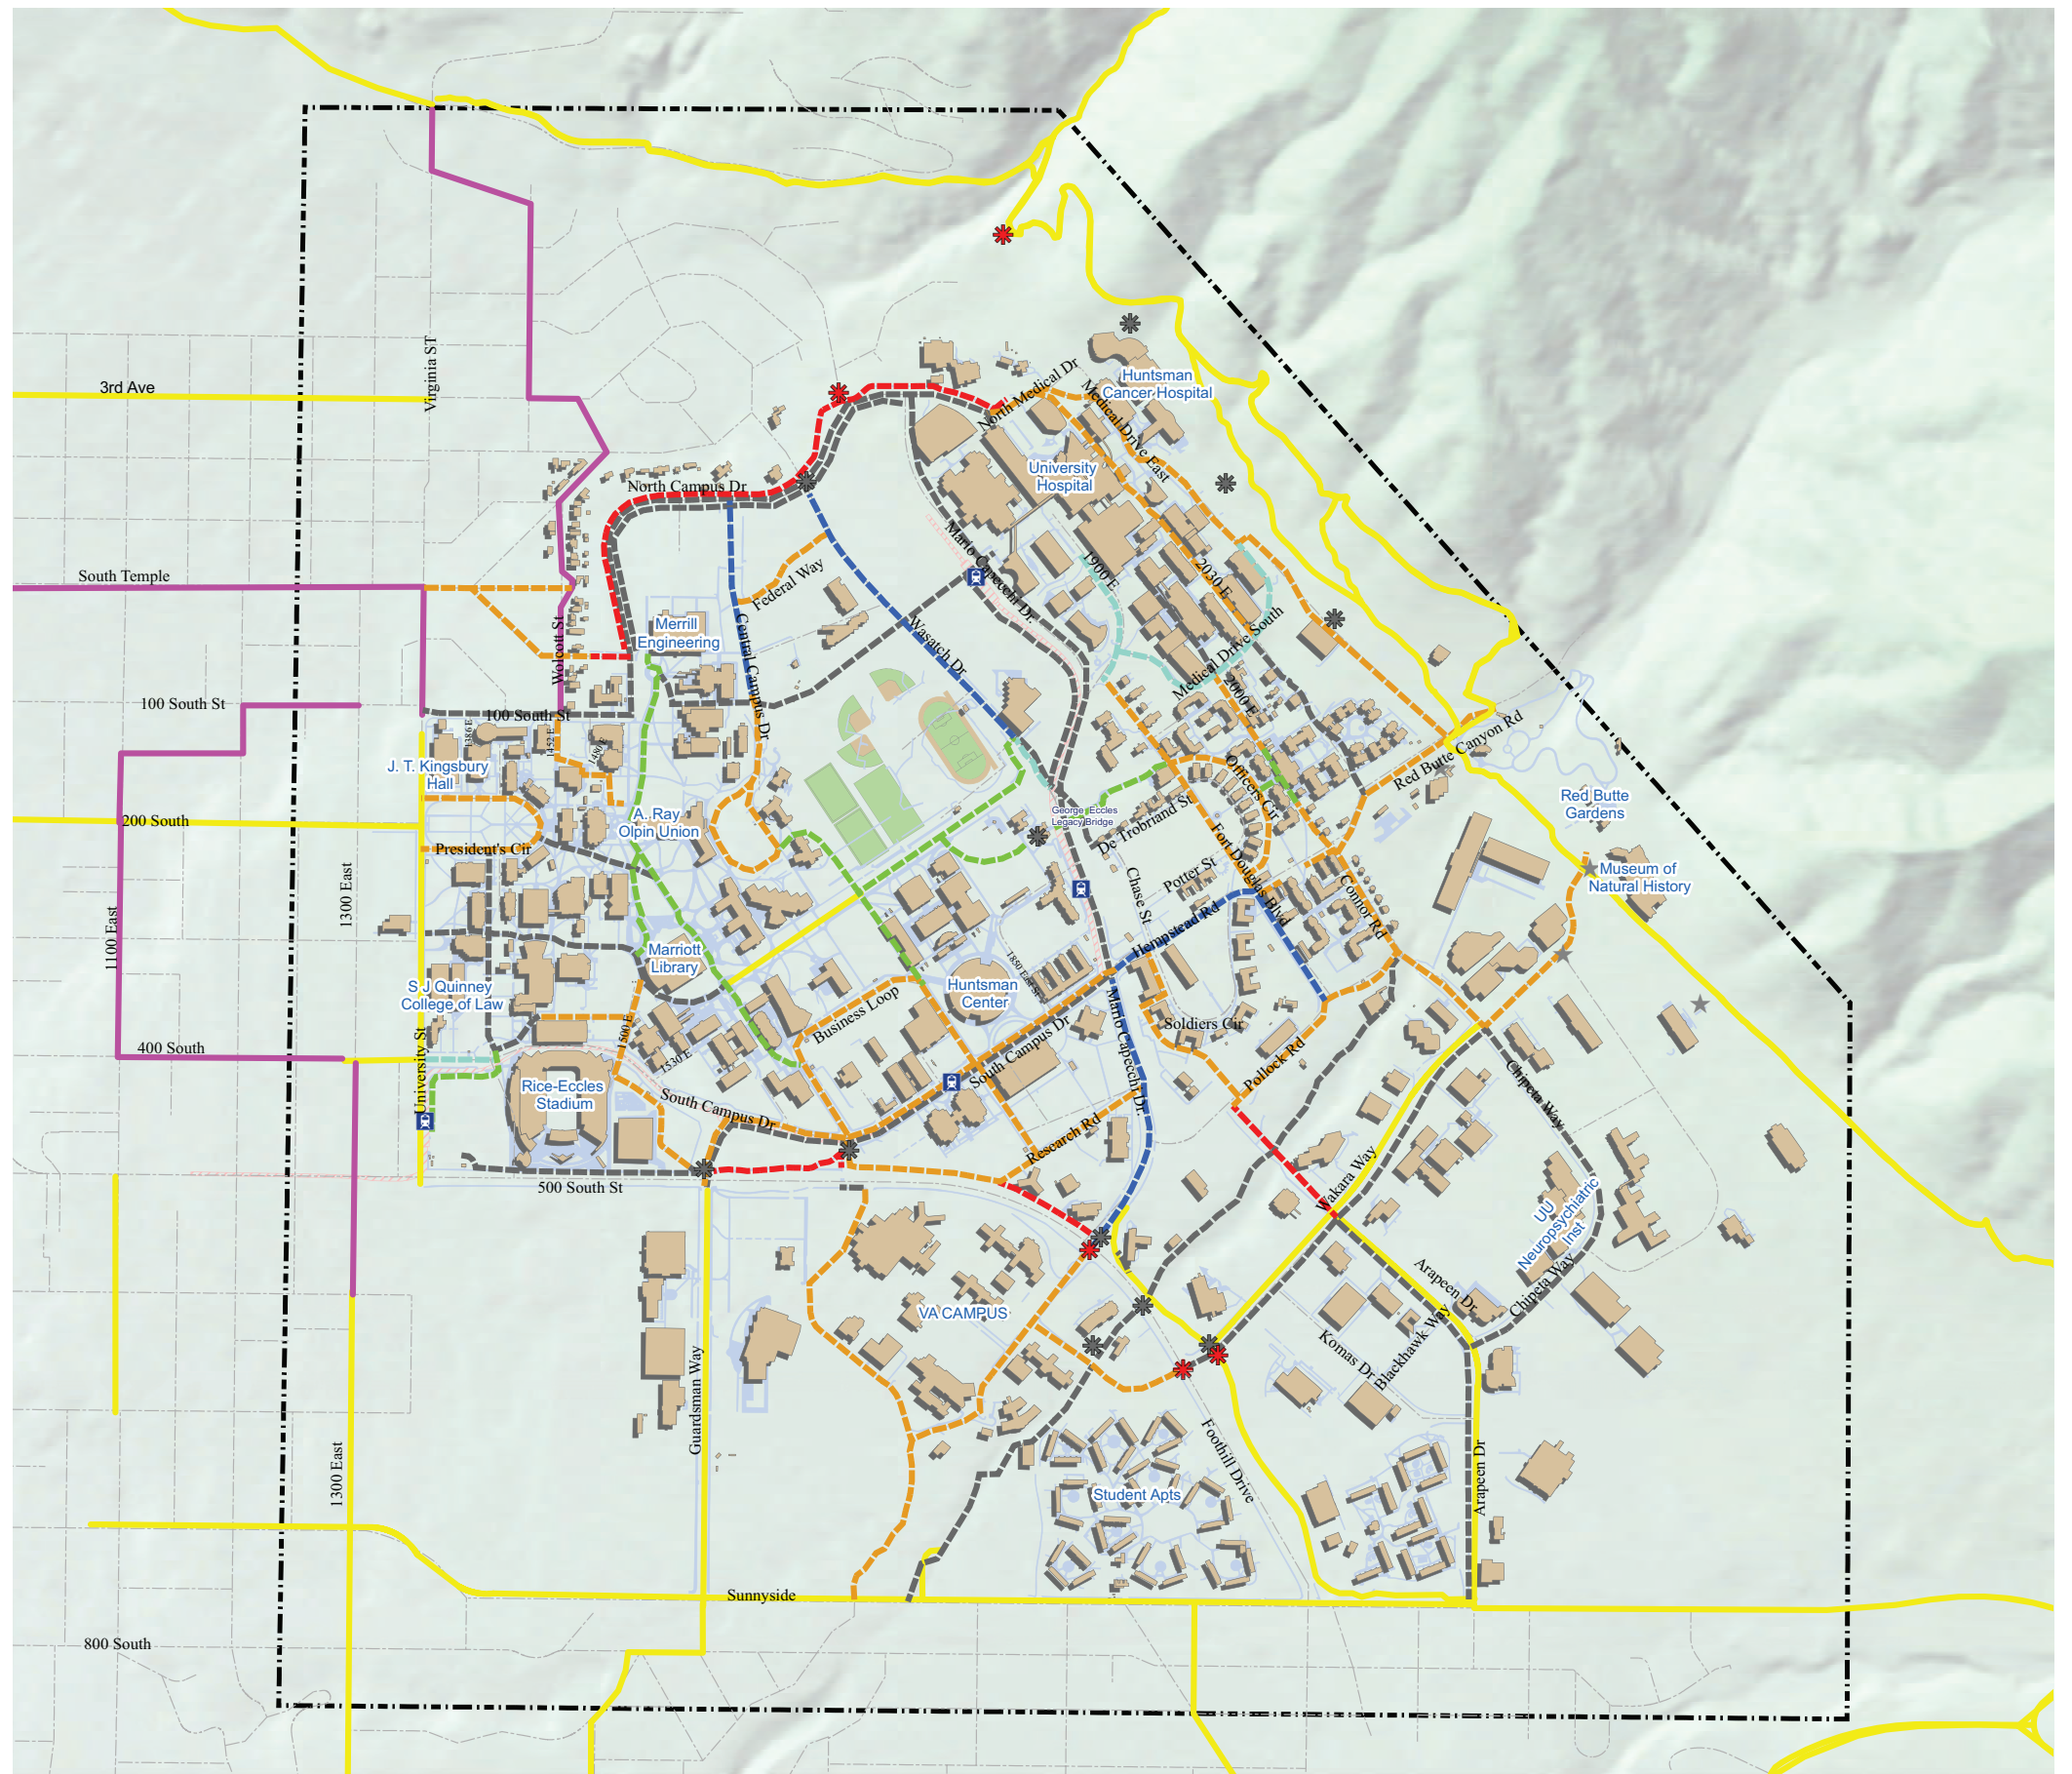 3rd Ave
Virginia ST
North Medical Dr
Huntsman
Cancer Hospital
Medical Drive East
University
Hospital
North Campus Dr
Mario Capecchi Dr.
1900 E
2030 E
South Temple
Federal Way
Merrill
Engineering
Wolcott St
Central Campus Dr
Wasatch Dr
Medical Drive South
2000 E
100 South St
100 South St
1386 E
1452 E
1480 E
J. T. Kingsbury
Hall
Red Butte Canyon Rd
Officers Cir
Red Butte
Gardens
200 South
A. Ray
Olpin Union
George Eccles
Legacy Bridge
De Trobriand St
President's Cir
Fort Douglas Blvd
Potter St
Chase St
Connor Rd
Museum of
Natural History
1300 East
1100 East
Hempstead Rd
Marriott
Library
Huntsman
Center
1850 East St
S J Quinney
College of Law
Business Loop
Mario Capecchi Dr.
Soldiers Cir
1500 E
1530 E
400 South
University St
Rice-Eccles
Stadium
South Campus Dr
South Campus Dr
Pollock Rd
Chipeta Way
Research Rd
Wakara Way
500 South St
UU
Neuropsychiatric
Inst
VA CAMPUS
Arapeen Dr
Chipeta Way
Komas Dr
Blackhawk Way
Guardsman Way
Foothill Drive
1300 East
Arapeen Dr
Student Apts
Sunnyside
800 South